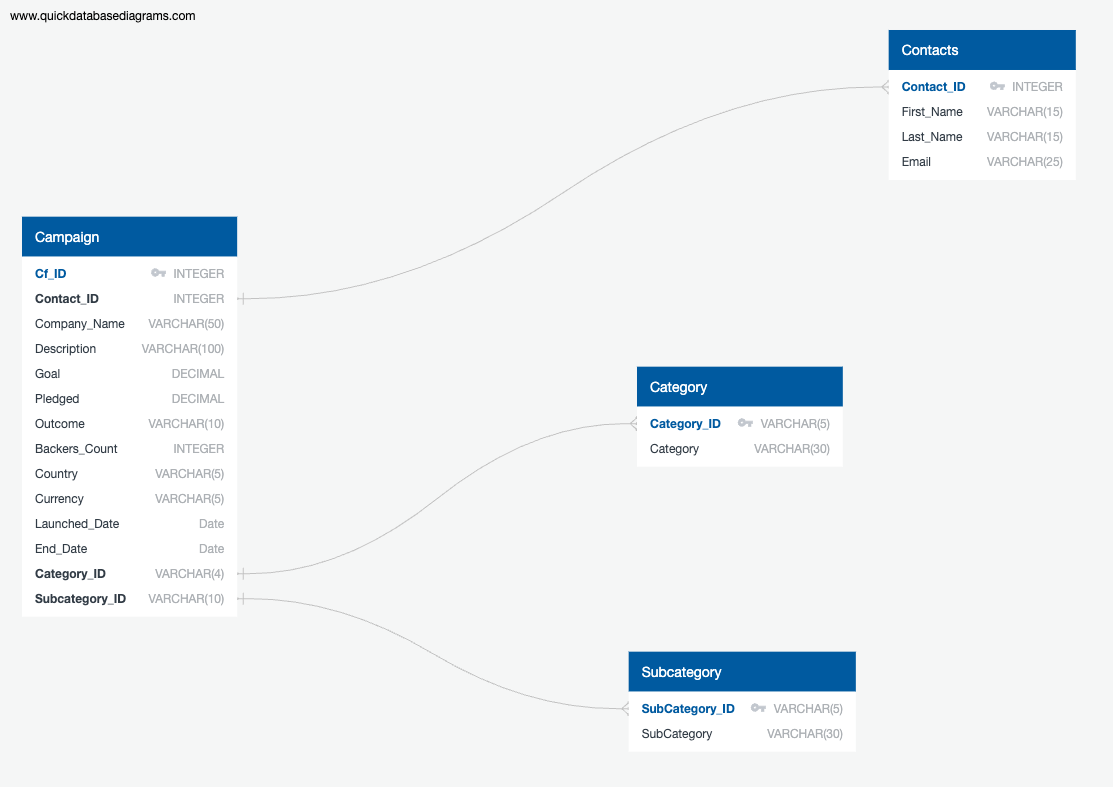 www.quickdatabasediagrams.com
Contacts
Contact_ID INTEGER
First_Name VARCHAR(15)
Last_Name VARCHAR(15)
Email VARCHAR(25)
Campaign
Cf_ID INTEGER
Contact_ID INTEGER
Company_Name VARCHAR(50)
Description VARCHAR(100)
Goal DECIMAL
Pledged DECIMAL
Outcome VARCHAR(10)
Backers_Count INTEGER
Country VARCHAR(5)
Currency VARCHAR(5)
Launched_Date Date
End_Date Date
Category_ID VARCHAR(4)
Subcategory_ID VARCHAR(10)
Category
Category_ID VARCHAR(5)
Category VARCHAR(30)
Subcategory
SubCategory_ID VARCHAR(5)
SubCategory VARCHAR(30)